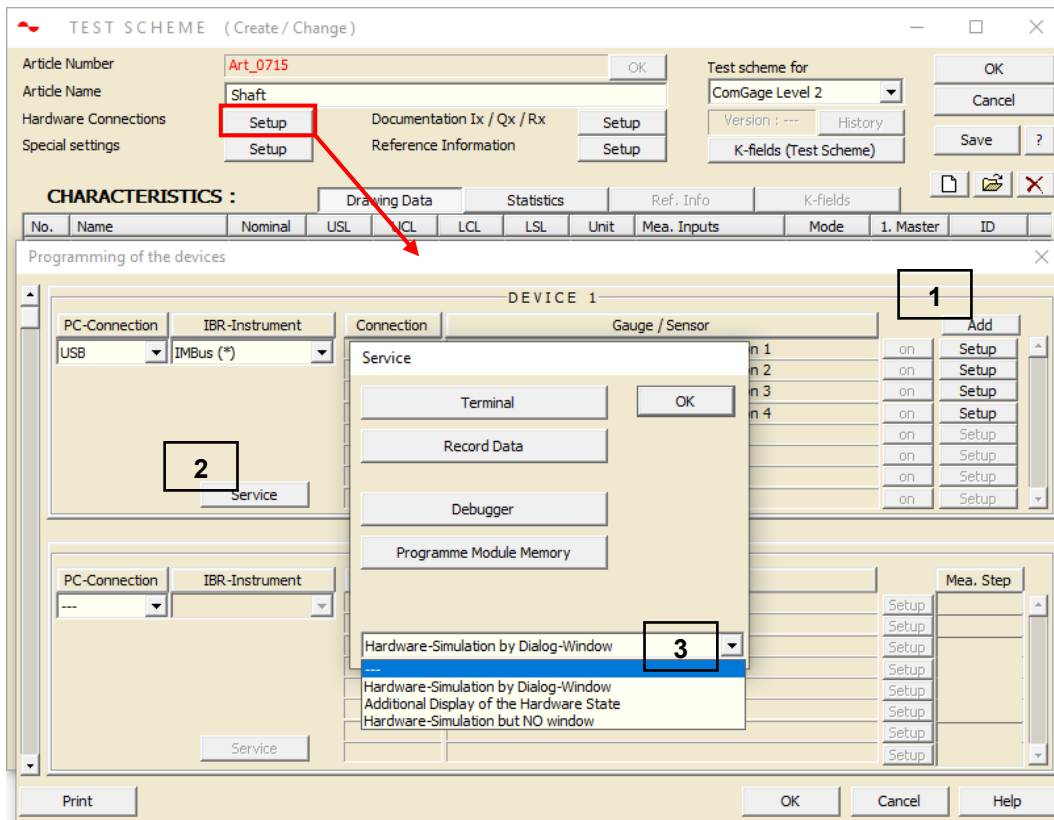 TEST SCHEME (Create / Change)
Article Number Art_0715 OK Test scheme for OK
Article Name Shaft ComGage Level 2 Cancel
Hardware Connections Setup Documentation Ix / Qx / Rx Setup Version : --- History
Special settings Setup Reference Information Setup K-fields (Test Scheme) Save ?
CHARACTERISTICS : Drawing Data Statistics Ref. Info K-fields
No. Name Nominal USL UCL LCL LSL Unit Mea. Inputs Mode 1. Master ID
Programming of the devices
DEVICE 1
1
PC-Connection IBR-Instrument Connection Gauge / Sensor Add
USB IMBus (*) n 1 on Setup
n 2 on Setup
n 3 on Setup
n 4 on Setup
on Setup
on Setup
on Setup
on Setup
2
Service
Service
Terminal OK
Record Data
Debugger
Programme Module Memory
Hardware-Simulation by Dialog-Window 3
---
Hardware-Simulation by Dialog-Window
Additional Display of the Hardware State
Hardware-Simulation but NO window
PC-Connection IBR-Instrument Mea. Step
--- Setup
Setup
Setup
Setup
Setup
Setup
Setup
Setup
Service
Print OK Cancel Help